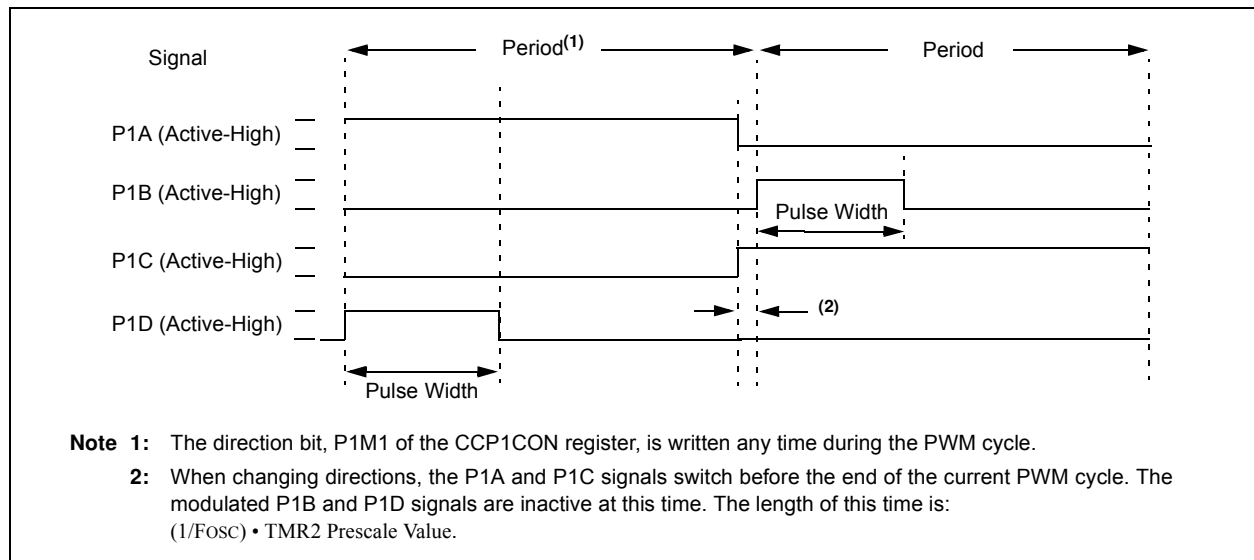 Signal
Period(1)
Period
P1A (Active-High)
P1B (Active-High)
Pulse Width
P1C (Active-High)
(2)
P1D (Active-High)
Pulse Width
Note 1: The direction bit, P1M1 of the CCP1CON register, is written any time during the PWM cycle.
2: When changing directions, the P1A and P1C signals switch before the end of the current PWM cycle. The
modulated P1B and P1D signals are inactive at this time. The length of this time is:
(1/FOSC) • TMR2 Prescale Value.